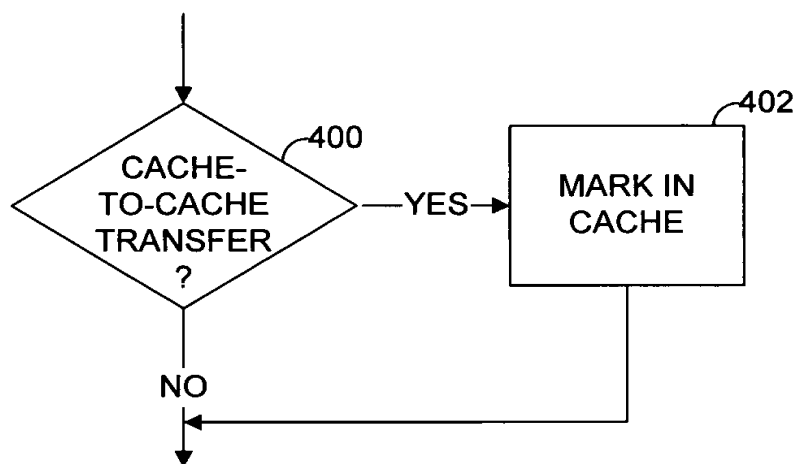 400
CACHE-
TO-CACHE
TRANSFER
?
YES
402
MARK IN
CACHE
NO